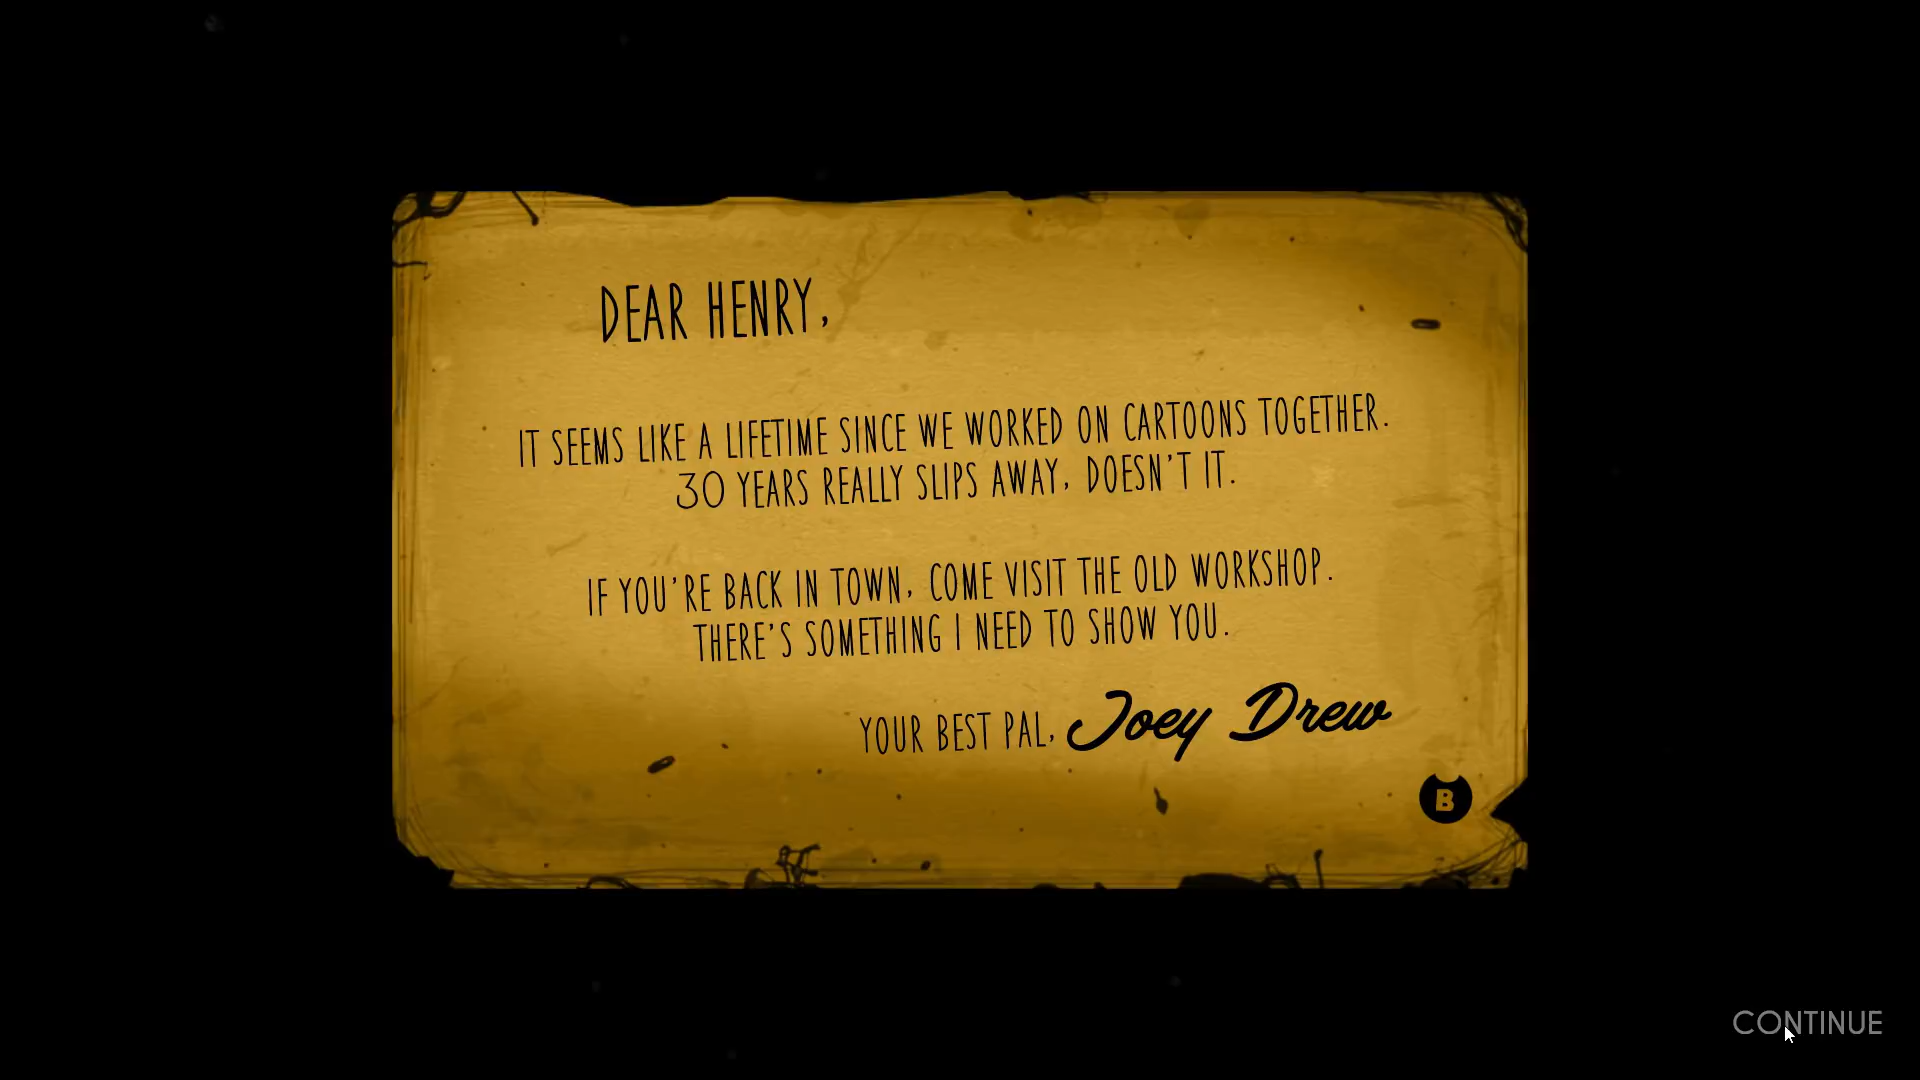 DEAR HENRY,
IT SEEMS LIKE A LIFETIME SINCE WE WORKED ON CARTOONS TOGETHER.
30 YEARS REALLY SLIPS AWAY, DOESN'T IT.
IF YOU'RE BACK IN TOWN, COME VISIT THE OLD WORKSHOP.
THERE'S SOMETHING I NEED TO SHOW YOU.
YOUR BEST PAL, Joey Drew
B
CONTINUE